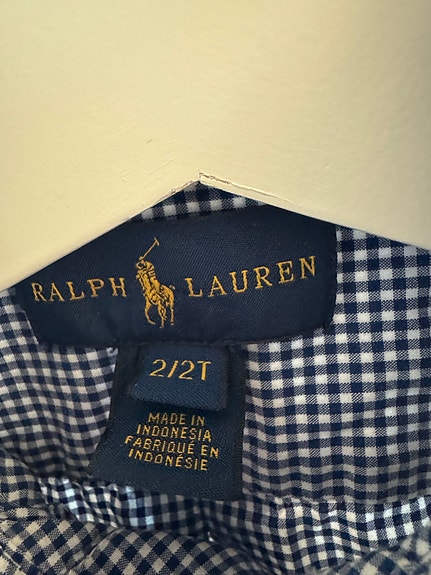 RALPH LAUREN
2/2T
MADE IN
INDONESIA
FABRIQUÉ EN
INDONÉSIE